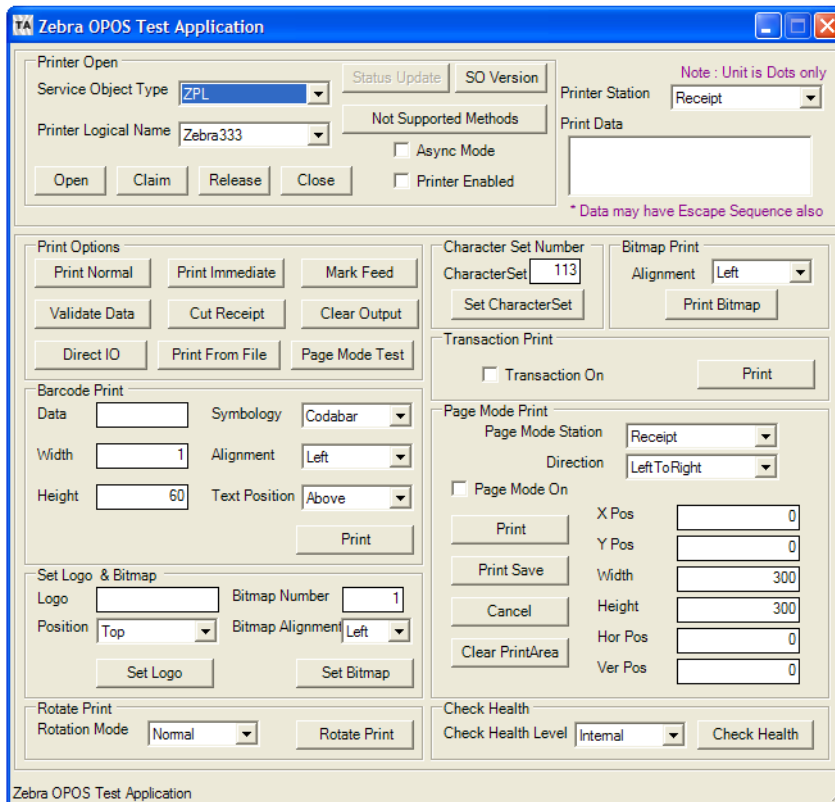 TA Zebra OPOS Test Application
Printer Open
Service Object Type ZPL
Status Update SO Version
Printer Logical Name Zebra333
Not Supported Methods
Async Mode
Open Claim Release Close
Printer Enabled
Note : Unit is Dots only
Printer Station Receipt
Print Data
* Data may have Escape Sequence also
Print Options
Print Normal Print Immediate Mark Feed
Validate Data Cut Receipt Clear Output
Direct IO Print From File Page Mode Test
Character Set Number
CharacterSet 113
Set CharacterSet
Bitmap Print
Alignment Left
Print Bitmap
Transaction Print
Transaction On Print
Barcode Print
Data Symbology Codabar
Width 1 Alignment Left
Height 60 Text Position Above
Print
Page Mode Print
Page Mode Station Receipt
Direction LeftToRight
Page Mode On
Print
Print Save
Cancel
Clear PrintArea
X Pos 0
Y Pos 0
Width 300
Height 300
Hor Pos 0
Ver Pos 0
Set Logo & Bitmap
Logo Bitmap Number 1
Position Top Bitmap Alignment Left
Set Logo Set Bitmap
Rotate Print
Rotation Mode Normal Rotate Print
Check Health
Check Health Level Internal Check Health
Zebra OPOS Test Application